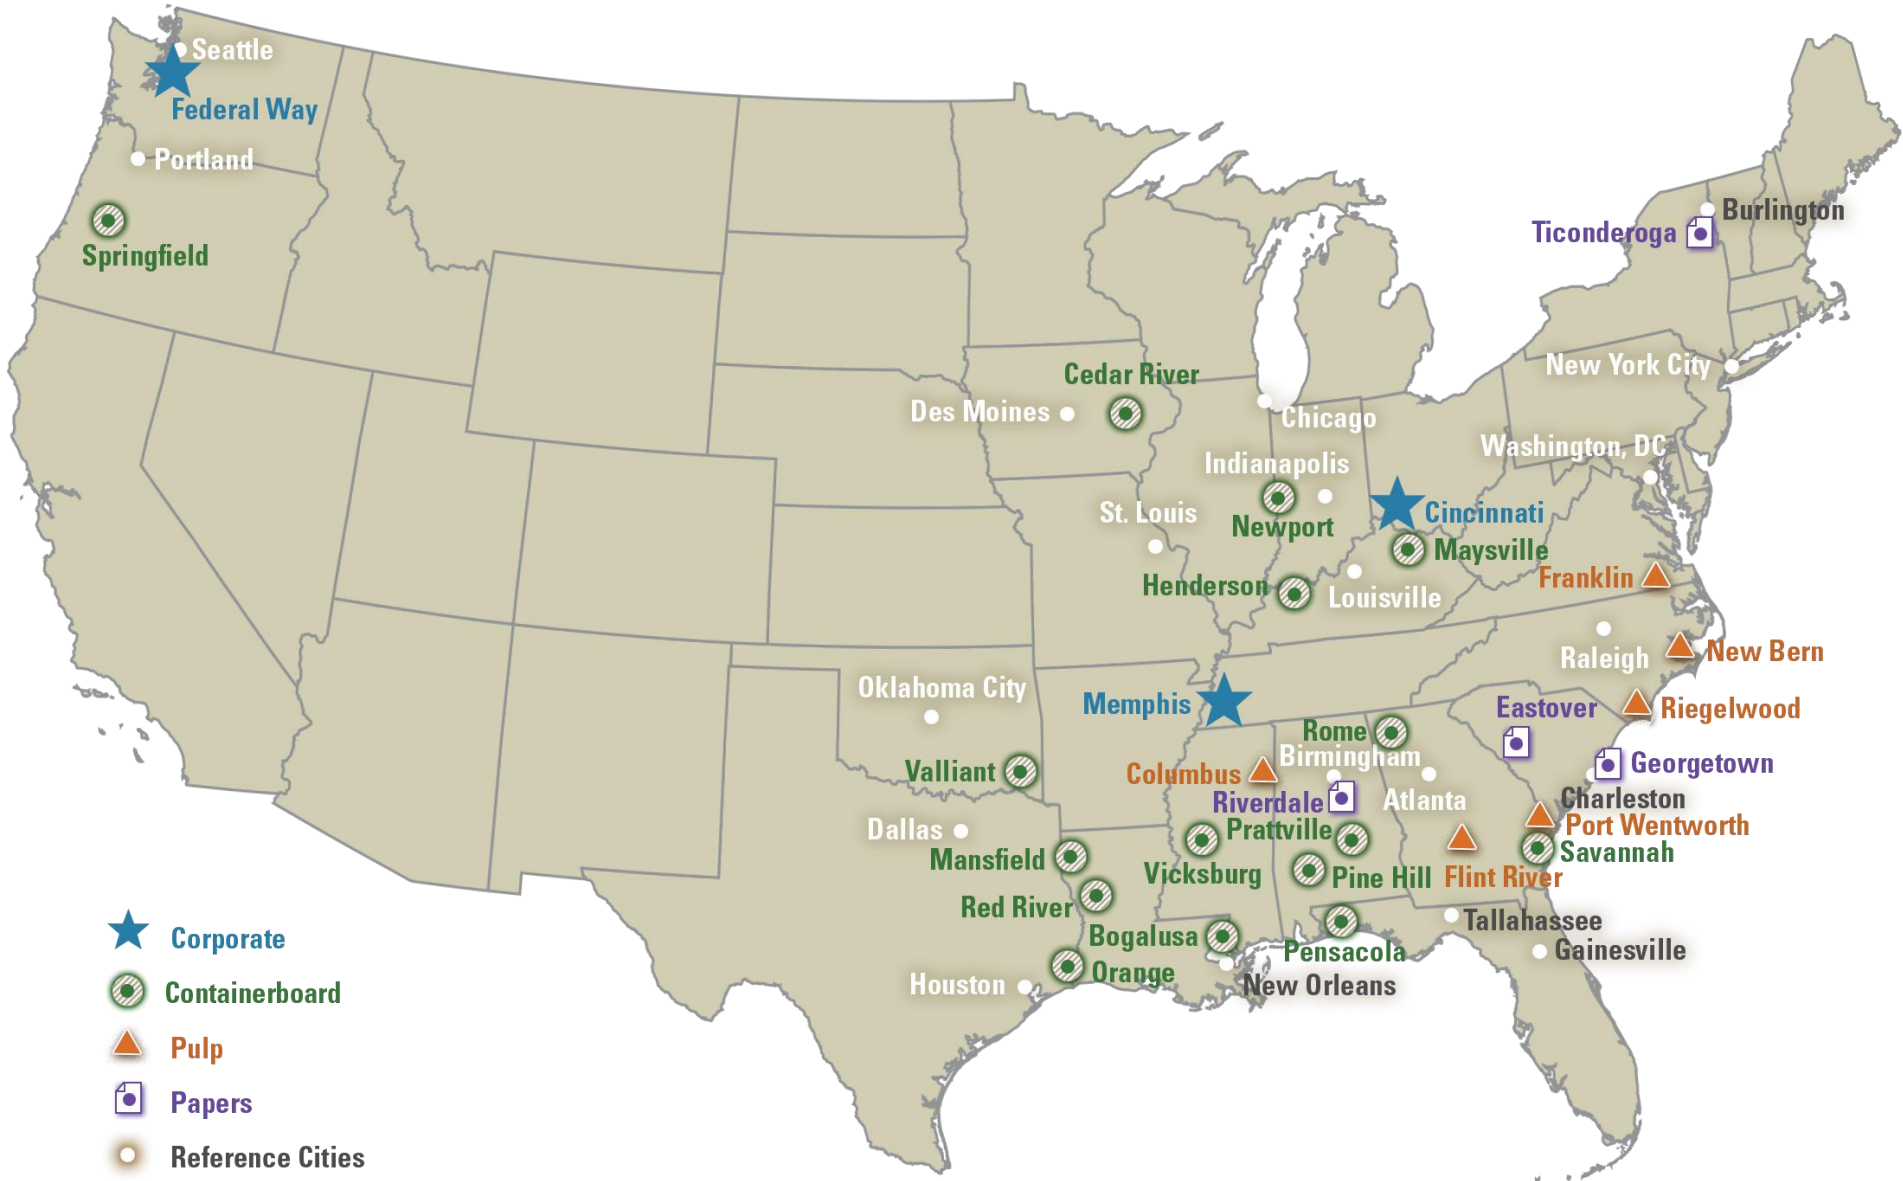 Seattle
Federal Way
Portland
Springfield
Burlington
Ticonderoga
New York City
Cedar River
Des Moines
Chicago
Washington, DC
Indianapolis
Newport
St. Louis
Cincinnati
Maysville
Franklin
Henderson
Louisville
Raleigh
New Bern
Oklahoma City
Memphis
Eastover
Riegelwood
Rome
Birmingham
Valliant
Columbus
Georgetown
Riverdale
Atlanta
Charleston
Port Wentworth
Dallas
Prattville
Mansfield
Vicksburg
Pine Hill
Flint River
Savannah
Red River
Tallahassee
Bogalusa
Pensacola
Gainesville
Orange
Houston
New Orleans
Corporate
Containerboard
Pulp
Papers
Reference Cities